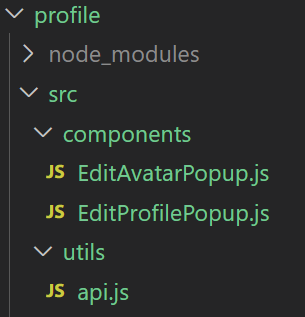 profile
node_modules
src
components
JS EditAvatarPopup.js
JS EditProfilePopup.js
utils
JS api.js